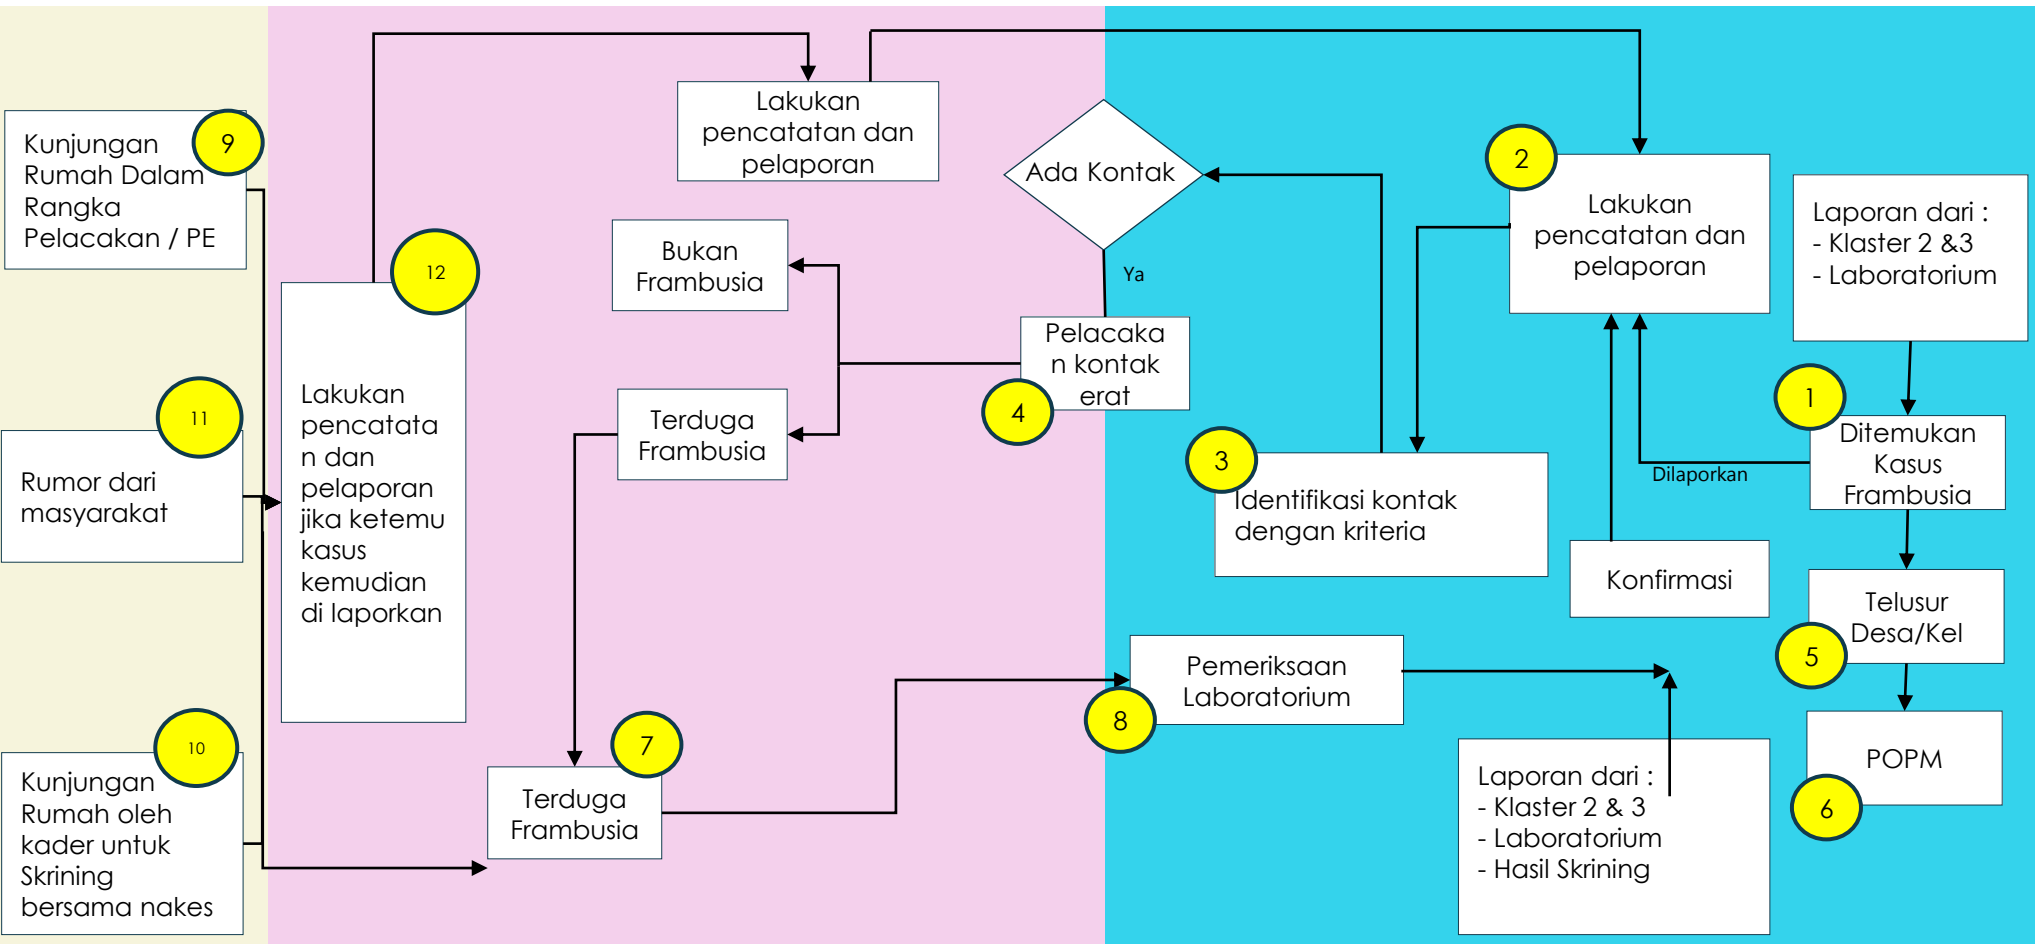 9
Kunjungan
Rumah Dalam
Rangka
Pelacakan / PE
11
Rumor dari
masyarakat
10
Kunjungan
Rumah oleh
kader untuk
Skrining
bersama nakes
12
Lakukan
pencatata
n dan
pelaporan
jika ketemu
kasus
kemudian
di laporkan
Lakukan
pencatatan dan
pelaporan
Bukan
Frambusia
Terduga
Frambusia
7
Terduga
Frambusia
Ada Kontak
Ya
Pelacaka
n kontak
erat
4
3
Identifikasi kontak
dengan kriteria
8
Pemeriksaan
Laboratorium
2
Lakukan
pencatatan dan
pelaporan
Dilaporkan
Konfirmasi
Laporan dari :
- Klaster 2 & 3
- Laboratorium
- Hasil Skrining
Laporan dari :
- Klaster 2 &3
- Laboratorium
1
Ditemukan
Kasus
Frambusia
Telusur
Desa/Kel
5
POPM
6